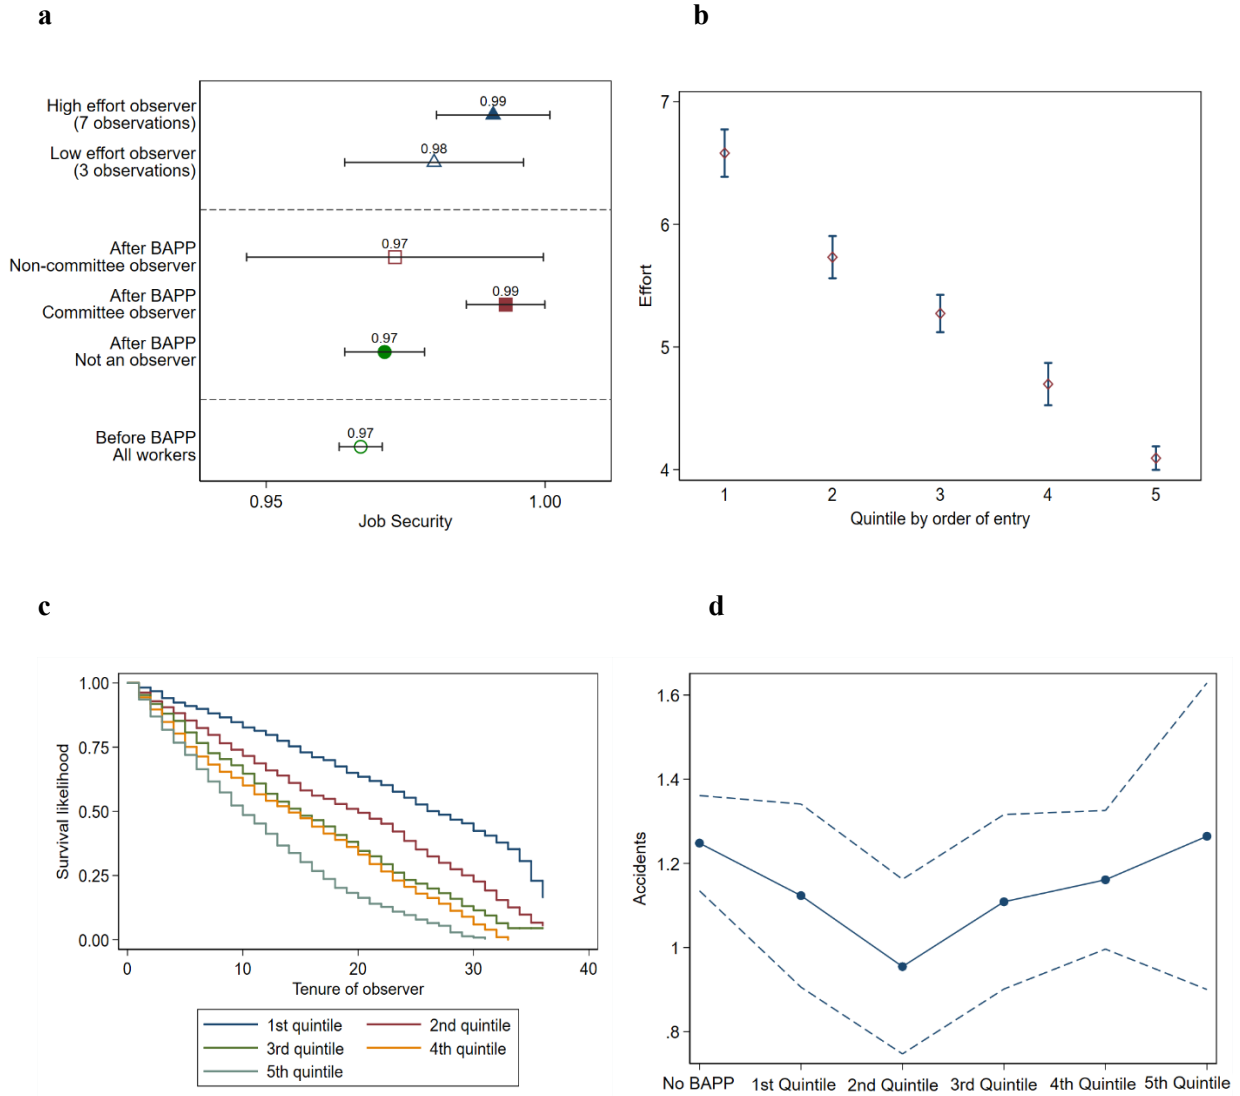 a
High effort observer
(7 observations)
0.99
Low effort observer
(3 observations)
0.98
After BAPP
Non-committee observer
0.97
After BAPP
Committee observer
0.99
After BAPP
Not an observer
0.97
Before BAPP
All workers
0.97
0.95 1.00
Job Security
b
7
6
5
4
Effort
1 2 3 4 5
Quintile by order of entry
c
1.00
0.75
0.50
0.25
0.00
Survival likelihood
0 10 20 30 40
Tenure of observer
1st quintile 2nd quintile
3rd quintile 4th quintile
5th quintile
d
1.6
1.4
1.2
1
.8
Accidents
No BAPP 1st Quintile 2nd Quintile 3rd Quintile 4th Quintile 5th Quintile